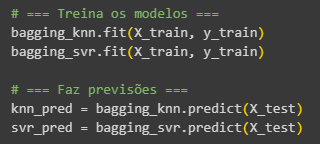 # === Treina os modelos ===
bagging_knn.fit(X_train, y_train)
bagging_svr.fit(X_train, y_train)
# === Faz previsões ===
knn_pred = bagging_knn.predict(X_test)
svr_pred = bagging_svr.predict(X_test)